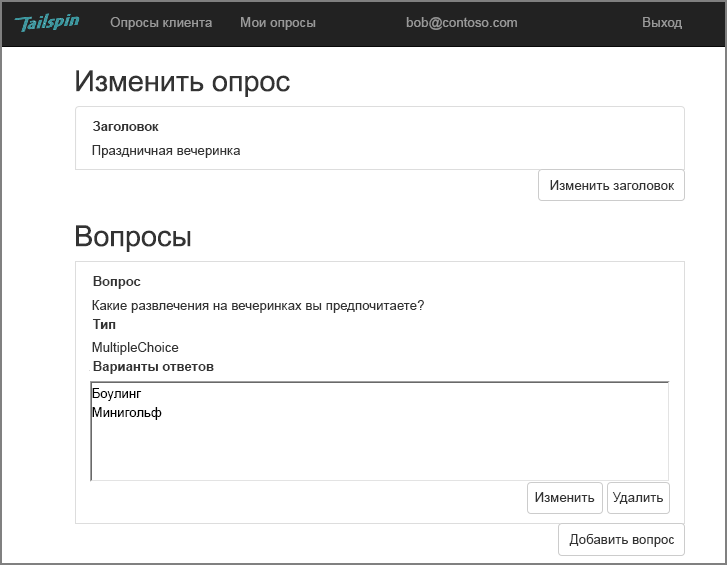 Tailspin Опросы клиента Мои опросы bob@contoso.com Выход
Изменить опрос
Заголовок
Праздничная вечеринка
Изменить заголовок
Вопросы
Вопрос
Какие развлечения на вечеринках вы предпочитаете?
Тип
MultipleChoice
Варианты ответов
Боулинг
Минигольф
Изменить Удалить
Добавить вопрос